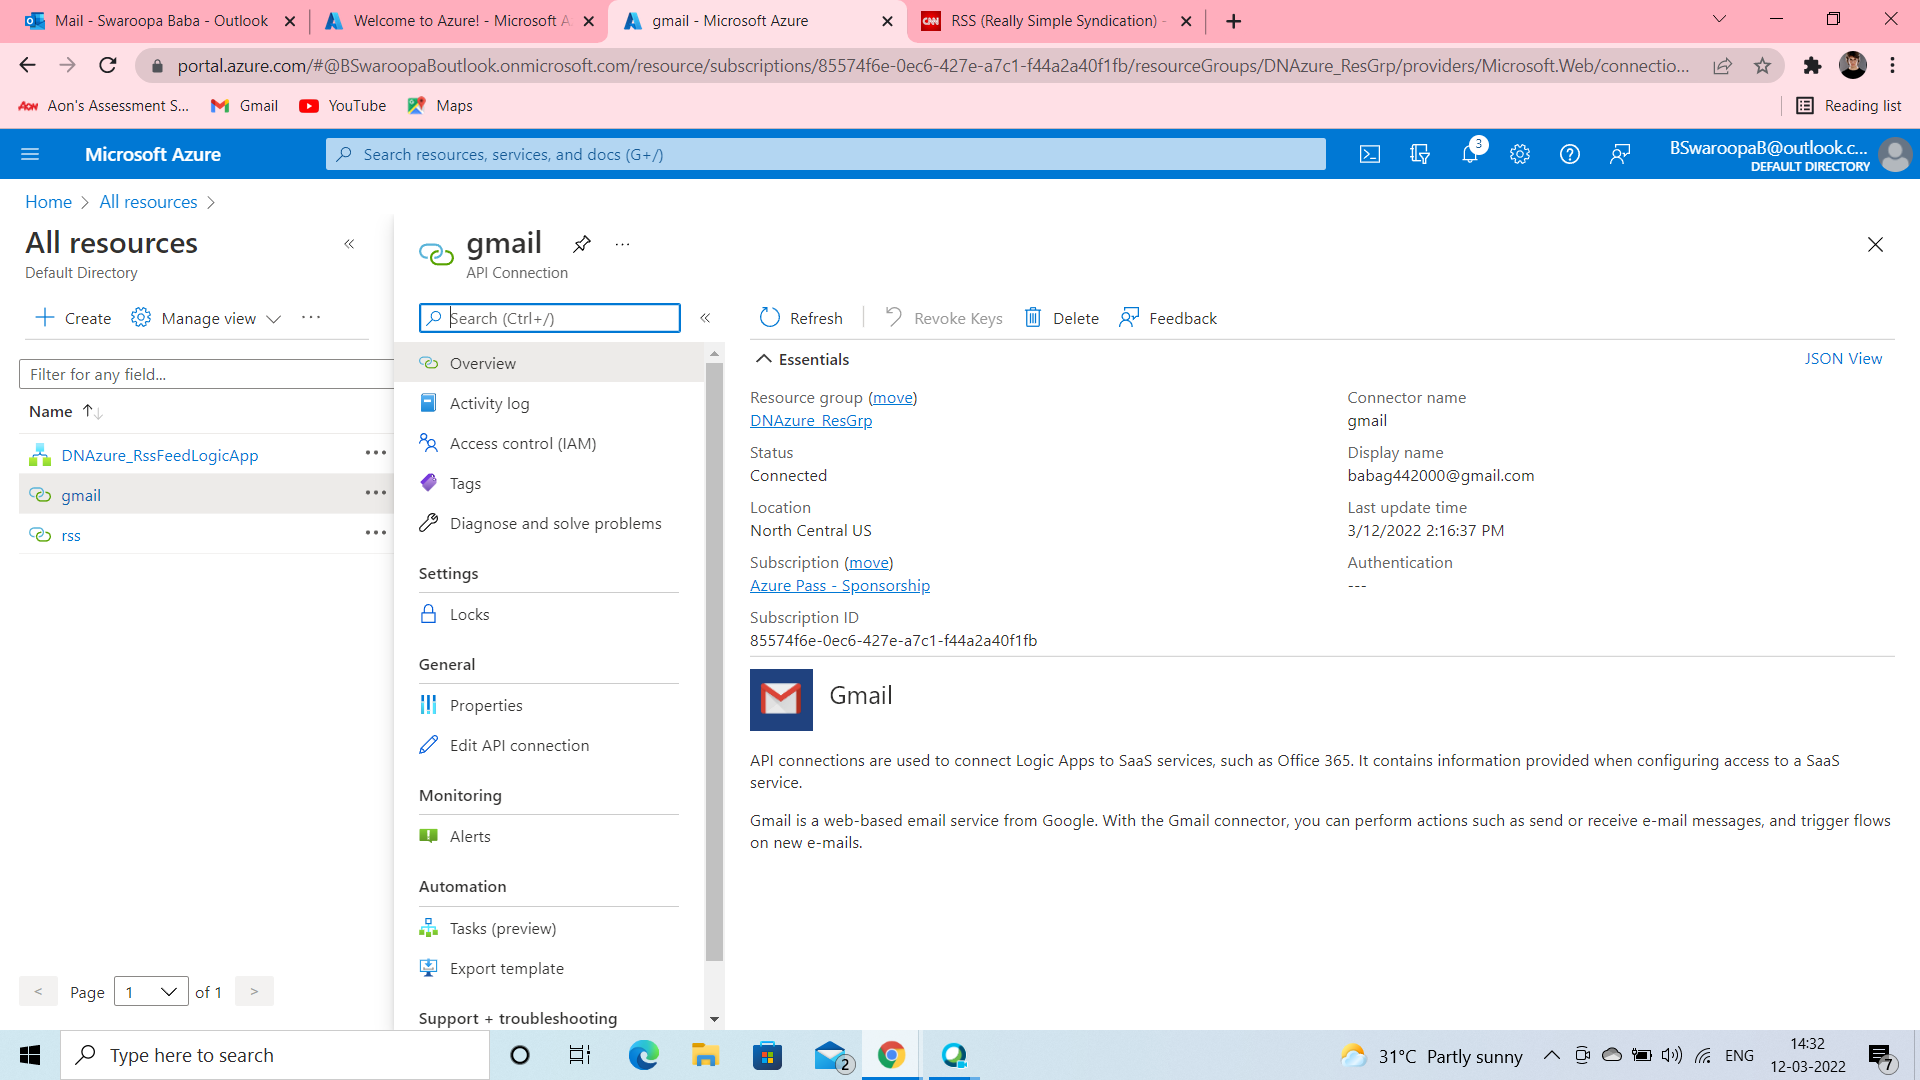 Mail - Swaroopa Baba - Outlook
Welcome to Azure! - Microsoft A
gmail - Microsoft Azure
CNN RSS (Really Simple Syndication) -
portal.azure.com/#@BSwaroopaBoutlook.onmicrosoft.com/resource/subscriptions/85574f6e-0ec6-427e-a7c1-f44a2a40f1fb/resourceGroups/DNAzure_ResGrp/providers/Microsoft.Web/connectio...
AON Aon's Assessment S...
Gmail
YouTube
Maps
Reading list
Microsoft Azure
Search resources, services, and docs (G+/)
3
BSwaroopaB@outlook.c...
DEFAULT DIRECTORY
Home > All resources >
All resources
Default Directory
«
Create
Manage view
...
Filter for any field...
Name ↑↓
DNAzure_RssFeedLogicApp
gmail
rss
< Page 1 of 1 >
gmail
...
API Connection
Search (Ctrl+/)
«
Overview
Activity log
Access control (IAM)
Tags
Diagnose and solve problems
Settings
Locks
General
Properties
Edit API connection
Monitoring
Alerts
Automation
Tasks (preview)
Export template
Support + troubleshooting
Refresh
Revoke Keys
Delete
Feedback
Essentials
JSON View
Resource group (move)
DNAzure_ResGrp
Status
Connected
Location
North Central US
Subscription (move)
Azure Pass - Sponsorship
Subscription ID
85574f6e-0ec6-427e-a7c1-f44a2a40f1fb
Connector name
gmail
Display name
babag442000@gmail.com
Last update time
3/12/2022 2:16:37 PM
Authentication
---
Gmail
API connections are used to connect Logic Apps to SaaS services, such as Office 365. It contains information provided when configuring access to a SaaS
service.
Gmail is a web-based email service from Google. With the Gmail connector, you can perform actions such as send or receive e-mail messages, and trigger flows
on new e-mails.
Type here to search
2
31°C Partly sunny
ENG
14:32
12-03-2022
7